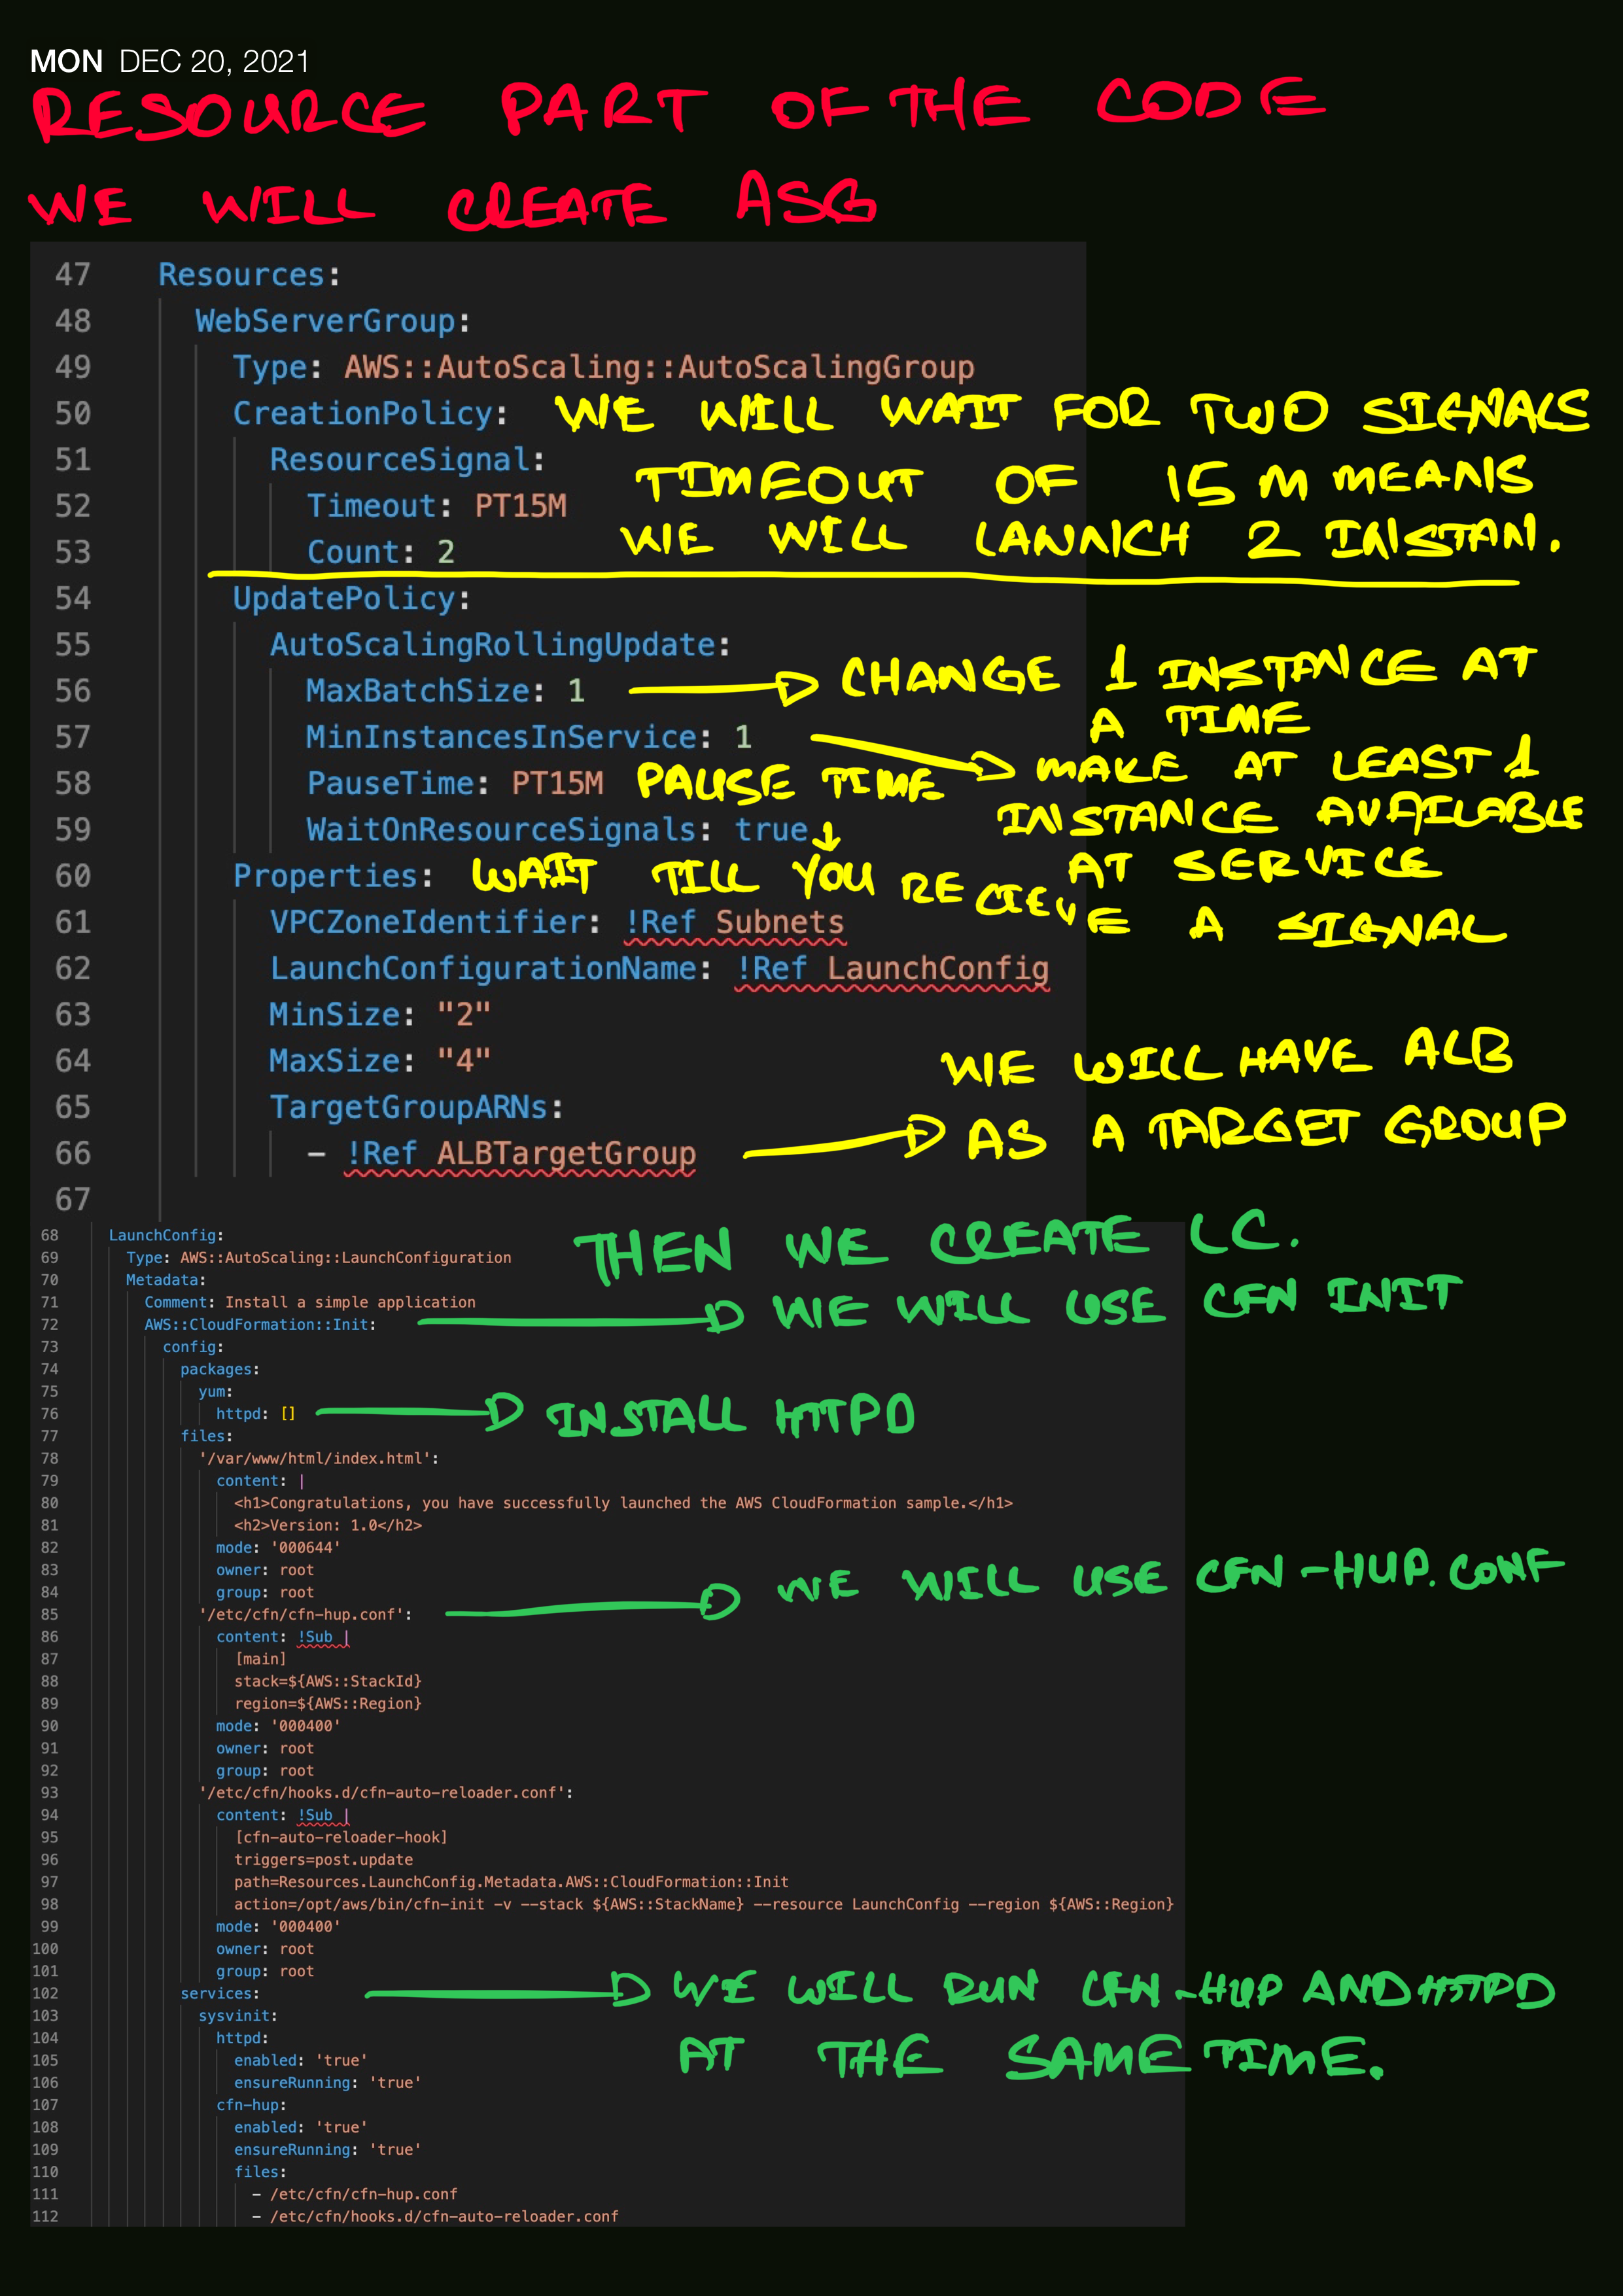 MON DEC 20, 2021
RESOURCE PART OF THE CODE
WE WILL CREATE ASG
47 Resources:
48 WebServerGroup:
49 Type: AWS::AutoScaling::AutoScalingGroup
50 CreationPolicy: WE WILL WAIT FOR TWO SIGNALS
51 ResourceSignal: TIMEOUT OF 15 M MEANS
52 Timeout: PT15M
53 Count: 2 WE WILL LAUNCH 2 INSTAN.
54 UpdatePolicy:
55 AutoScalingRollingUpdate:
56 MaxBatchSize: 1 CHANGE 1 INSTANCE AT
A TIME
57 MinInstancesInService: 1 MAKE AT LEAST 1
INSTANCE AVAILABLE
AT SERVICE
58 PauseTime: PT15M PAUSE TIME
59 WaitOnResourceSignals: true
60 Properties: WAIT TILL YOU RECIEVE A SIGNAL
61 VPCZoneIdentifier: !Ref Subnets
62 LaunchConfigurationName: !Ref LaunchConfig
63 MinSize: "2"
64 MaxSize: "4" WE WILL HAVE ALB
65 TargetGroupARNs:
66 – !Ref ALBTargetGroup AS A TARGET GROUP
67
68 LaunchConfig: THEN WE CREATE LC.
69 Type: AWS::AutoScaling::LaunchConfiguration
70 Metadata:
71 Comment: Install a simple application
72 AWS::CloudFormation::Init: WE WILL USE CFN INIT
73 config:
74 packages:
75 yum:
76 httpd: [] INSTALL HTTPD
77 files:
78 '/var/www/html/index.html':
79 content: |
80 <h1>Congratulations, you have successfully launched the AWS CloudFormation sample.</h1>
81 <h2>Version: 1.0</h2>
82 mode: '000644'
83 owner: root
84 group: root
85 '/etc/cfn/cfn-hup.conf': WE WILL USE CFN-HUP.CONF
86 content: !Sub |
87 [main]
88 stack=${AWS::StackId}
89 region=${AWS::Region}
90 mode: '000400'
91 owner: root
92 group: root
93 '/etc/cfn/hooks.d/cfn-auto-reloader.conf':
94 content: !Sub |
95 [cfn-auto-reloader-hook]
96 triggers=post.update
97 path=Resources.LaunchConfig.Metadata.AWS::CloudFormation::Init
98 action=/opt/aws/bin/cfn-init -v --stack ${AWS::StackName} --resource LaunchConfig --region ${AWS::Region}
99 mode: '000400'
100 owner: root
101 group: root
102 services: WE WILL RUN CFN-HUP AND HTTPD
AT THE SAME TIME.
103 sysvinit:
104 httpd:
105 enabled: 'true'
106 ensureRunning: 'true'
107 cfn-hup:
108 enabled: 'true'
109 ensureRunning: 'true'
110 files:
111 – /etc/cfn/cfn-hup.conf
112 – /etc/cfn/hooks.d/cfn-auto-reloader.conf